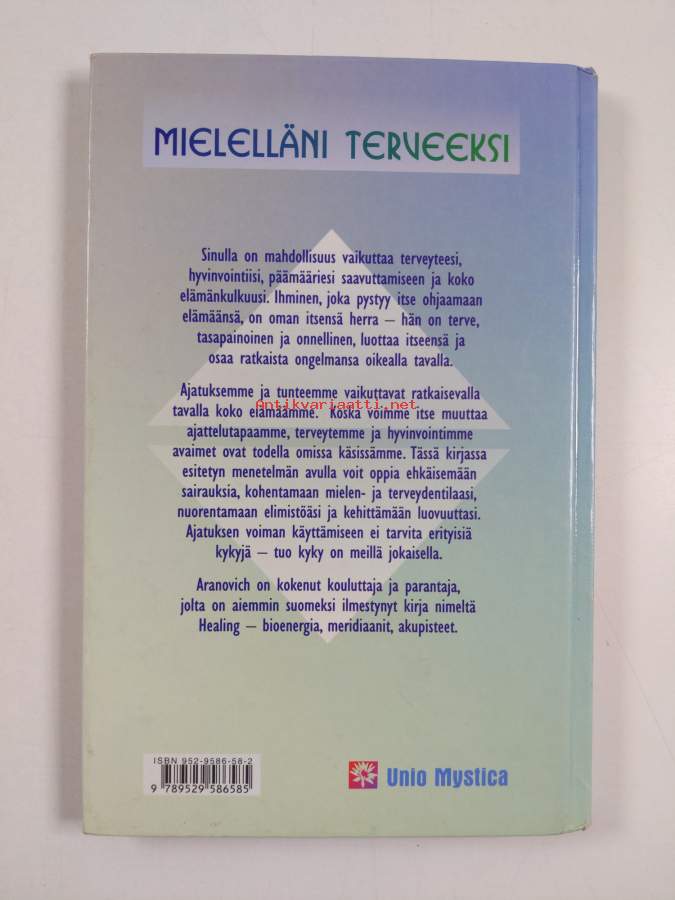 MIELELLÄNI TERVEEKSI
Sinulla on mahdollisuus vaikuttaa terveyteesi,
hyvinvointiisi, päämääriesi saavuttamiseen ja koko
elämänkulkuusi. Ihminen, joka pystyy itse ohjaamaan
elämäänsä, on oman itsensä herra – hän on terve,
tasapainoinen ja onnellinen, luottaa itseensä ja
osaa ratkaista ongelmansa oikealla tavalla.
Ajatuksemme ja tunteemme vaikuttavat ratkaisevalla
tavalla koko elämäämme. Koska voimme itse muuttaa
Antikvariaatti.net
ajattelutapaamme, terveytemme ja hyvinvointimme
avaimet ovat todella omissa käsissämme. Tässä kirjassa
esitetyn menetelmän avulla voit oppia ehkäisemään
sairauksia, kohentamaan mielen- ja terveydentilaasi,
nuorentamaan elimistöäsi ja kehittämään luovuuttasi.
Ajatuksen voiman käyttämiseen ei tarvita erityisiä
kykyjä – tuo kyky on meillä jokaisella.
Aranovich on kokenut kouluttaja ja parantaja,
jolta on aiemmin suomeksi ilmestynyt kirja nimeltä
Healing – bioenergia, meridiaanit, akupisteet.
ISBN 952-9586-58-2
9 789529 586585
Unio Mystica